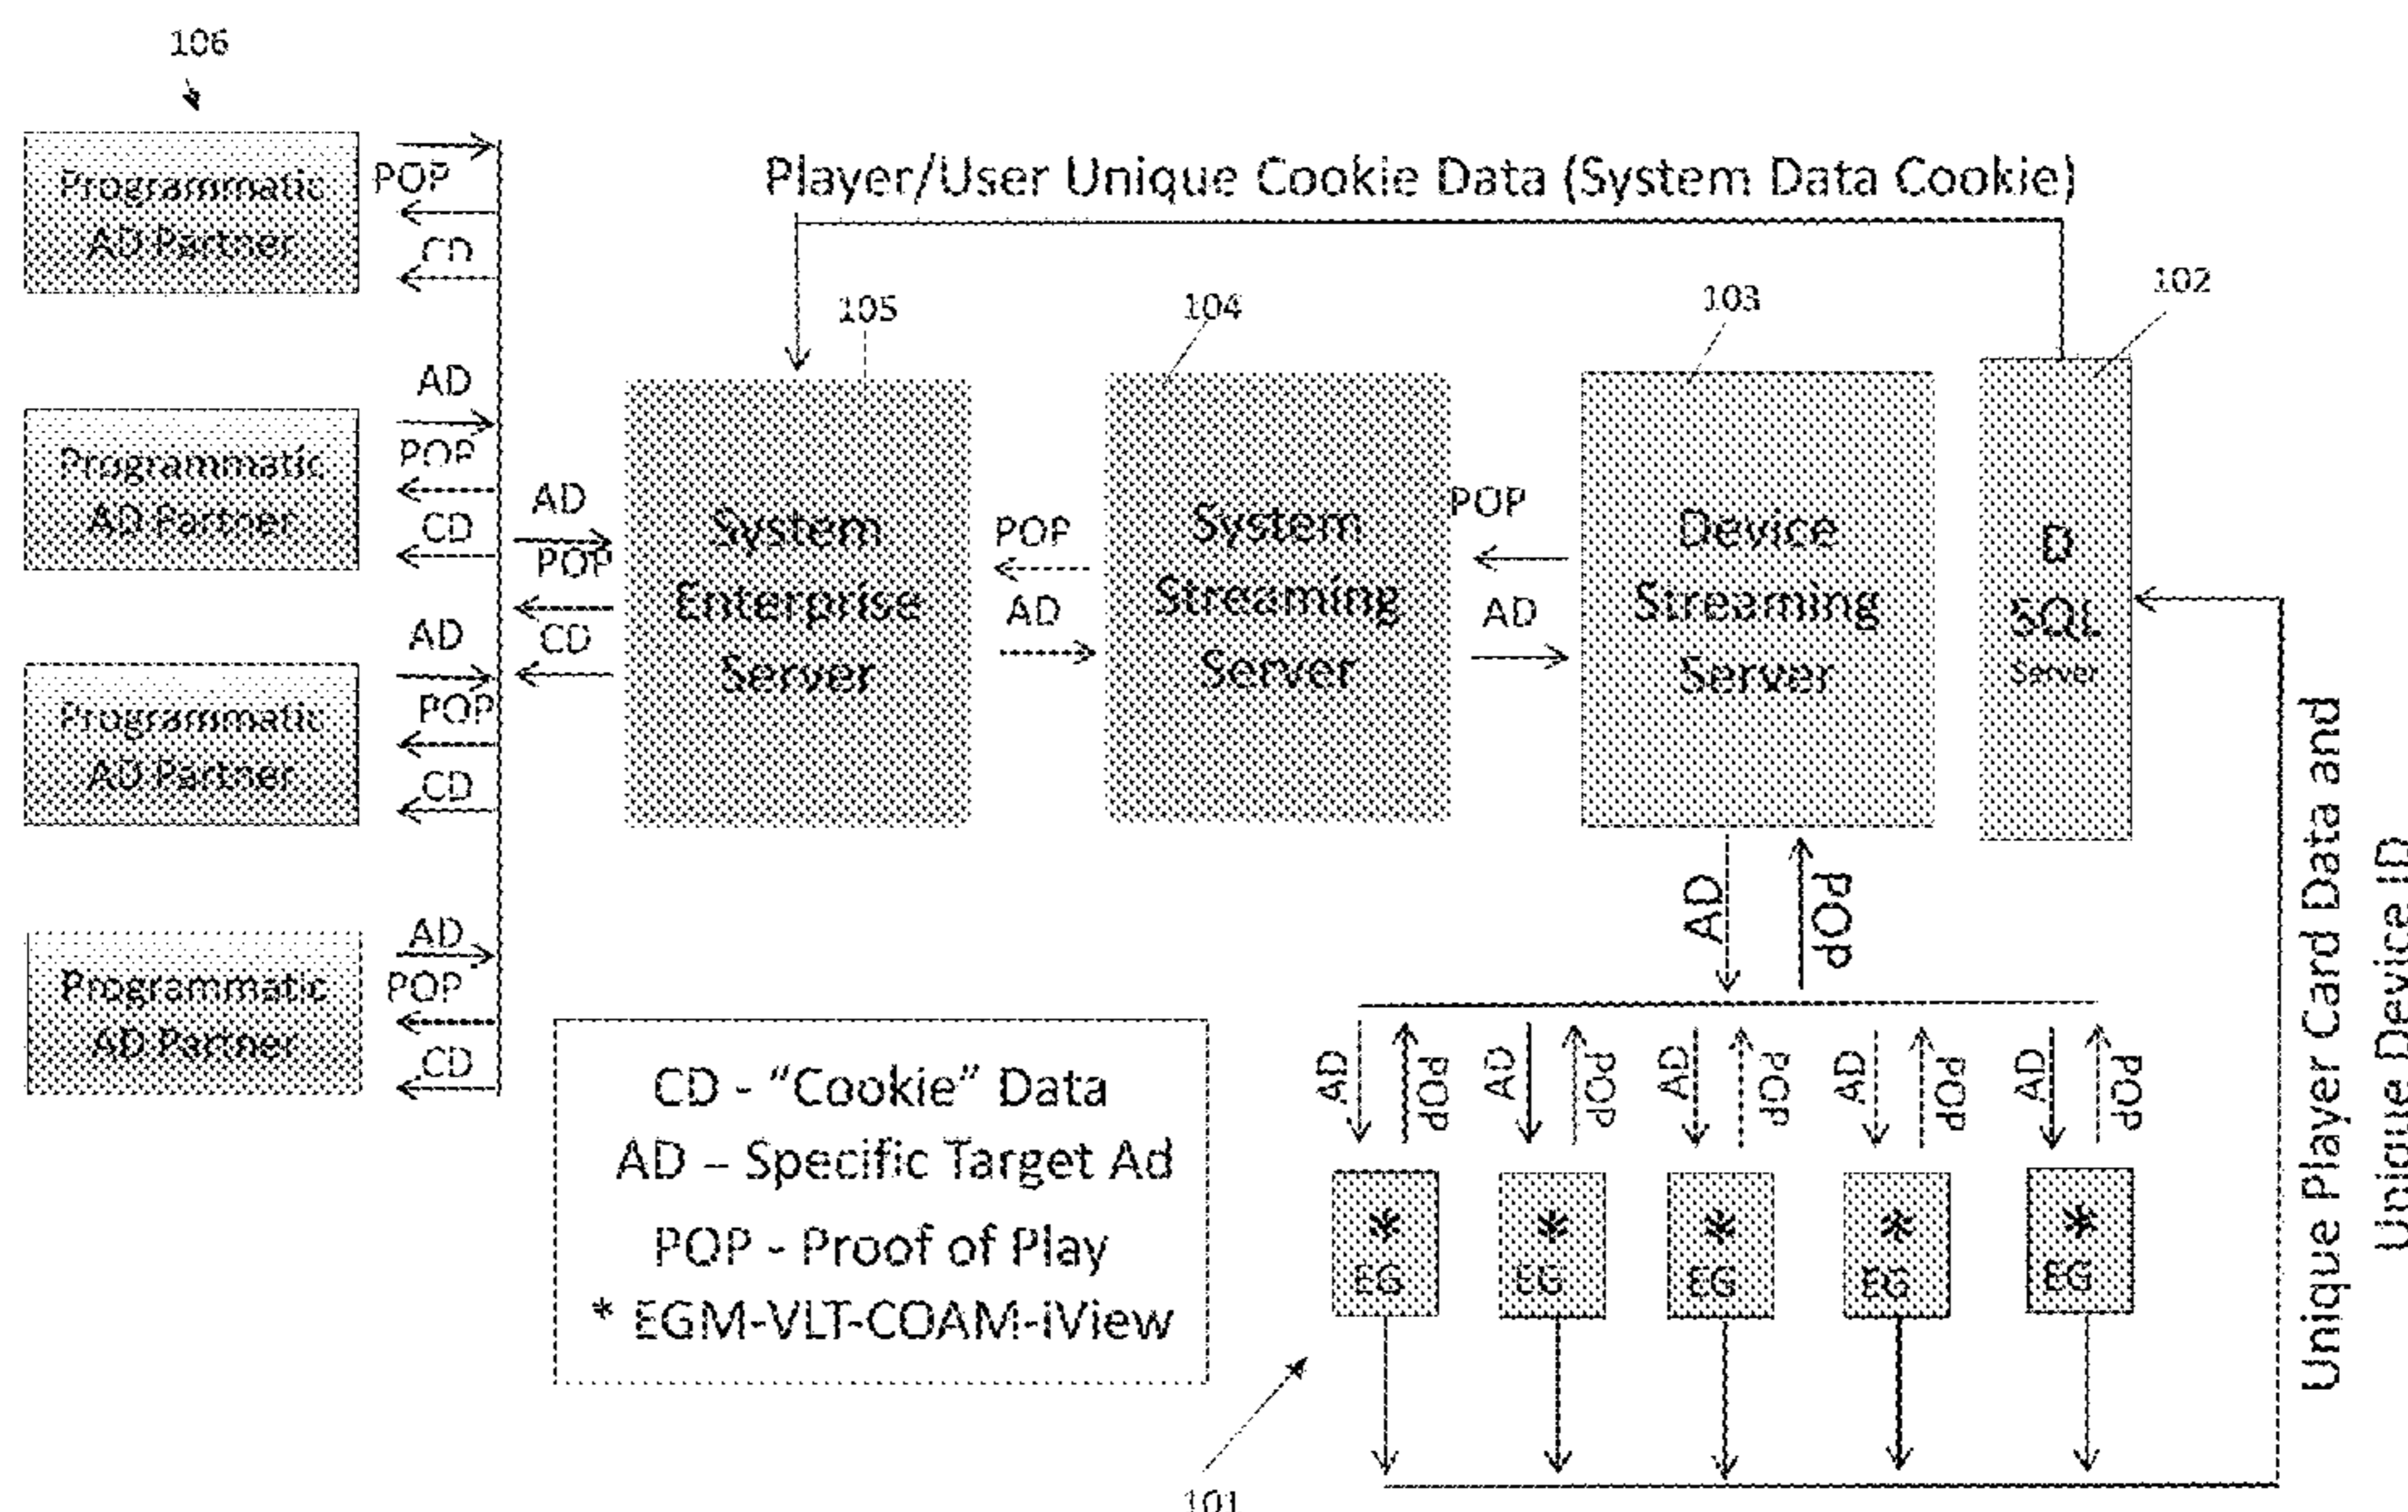 106
Programmatic
AD Partner
POP
CD
Player/User Unique Cookie Data (System Data Cookie)
105
104
103
102
AD
Programmatic
AD Partner
POP
CD
AD
POP
CD
System
Enterprise
Server
POP
AD
System
Streaming
Server
POP
AD
Device
Streaming
Server
D
SQL
Server
AD
Programmatic
AD Partner
POP
CD
AD
POP
Unique Player Card Data and
Unique Device ID
AD
Programmatic
AD Partner
POP
CD
CD - “Cookie” Data
AD – Specific Target Ad
POP - Proof of Play
* EGM-VLT-COAM-iView
AD
POP
AD
POP
AD
POP
AD
POP
AD
POP
*
EG
*
EG
*
EG
*
EG
*
EG
101